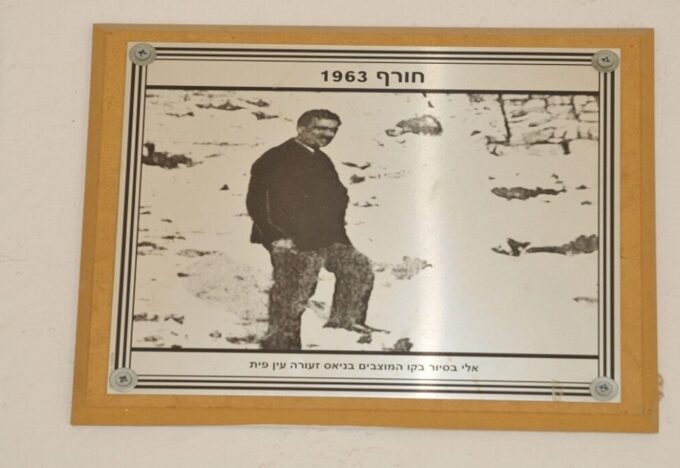 חורף 1963
אלי בסיור בקו המוצבים בניאס זעורה עין פית